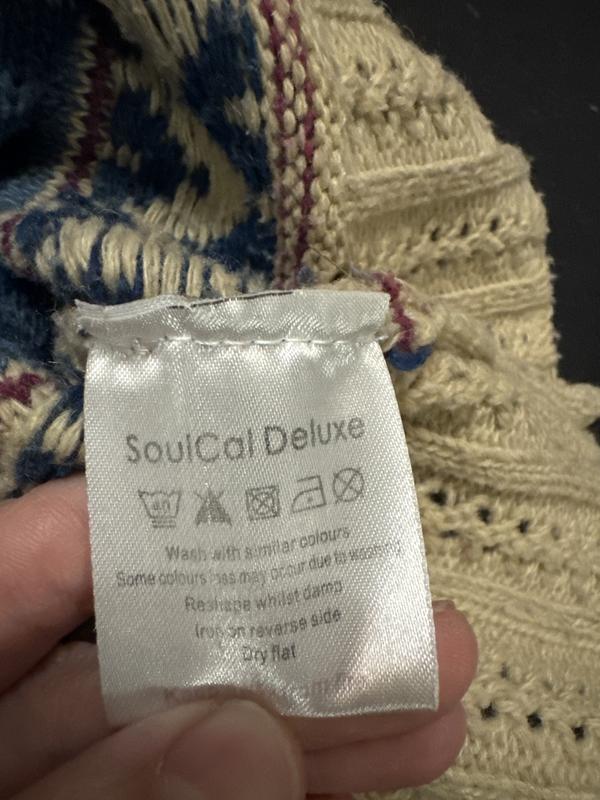 SoulCal Deluxe
40
Wash with similar colours
Some colours loss may occur due to washing
Reshape whilst damp
Iron on reverse side
Dry flat